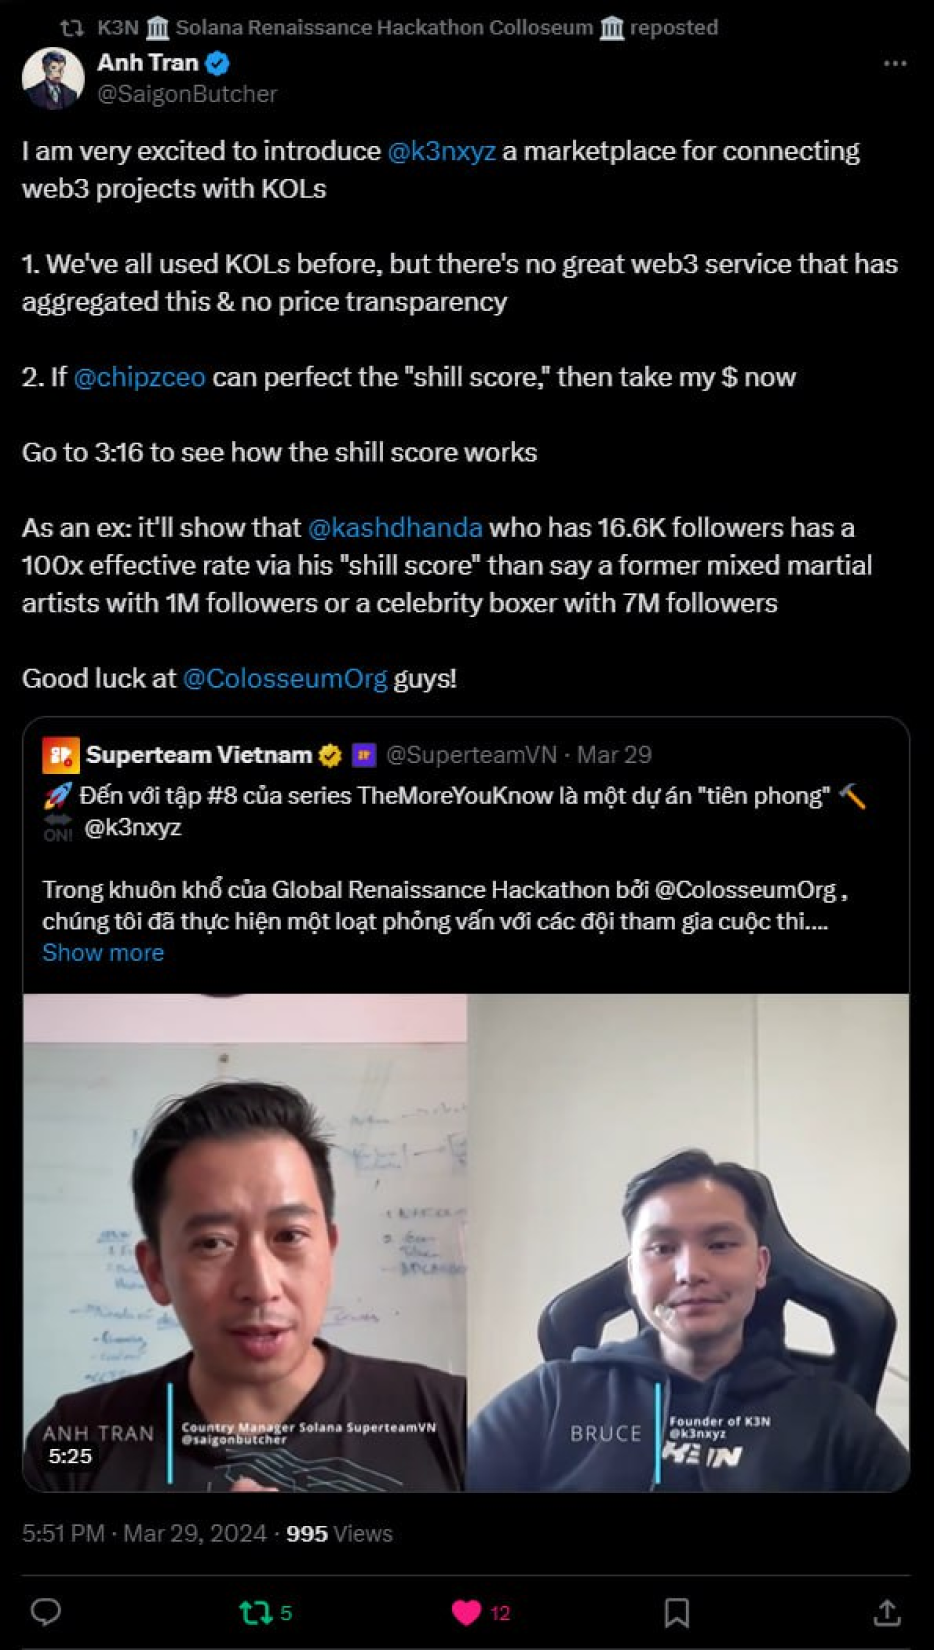 K3N 🏛 Solana Renaissance Hackathon Colloseum 🏛 reposted
Anh Tran
@SaigonButcher
I am very excited to introduce @k3nxyz a marketplace for connecting
web3 projects with KOLs
1. We've all used KOLs before, but there's no great web3 service that has
aggregated this & no price transparency
2. If @chipzceo can perfect the "shill score," then take my $ now
Go to 3:16 to see how the shill score works
As an ex: it'll show that @kashdhanda who has 16.6K followers has a
100x effective rate via his "shill score" than say a former mixed martial
artists with 1M followers or a celebrity boxer with 7M followers
Good luck at @ColosseumOrg guys!
Superteam Vietnam @SuperteamVN · Mar 29
🚀 Đến với tập #8 của series TheMoreYouKnow là một dự án "tiên phong" 🔨
ON! @k3nxyz
Trong khuôn khổ của Global Renaissance Hackathon bởi @ColosseumOrg ,
chúng tôi đã thực hiện một loạt phỏng vấn với các đội tham gia cuộc thi....
Show more
ANH TRAN
Country Manager Solana SuperteamVN
@saigonbutcher
5:25
BRUCE
Founder of K3N
@k3nxyz
K3N
5:51 PM · Mar 29, 2024 · 995 Views
5
12